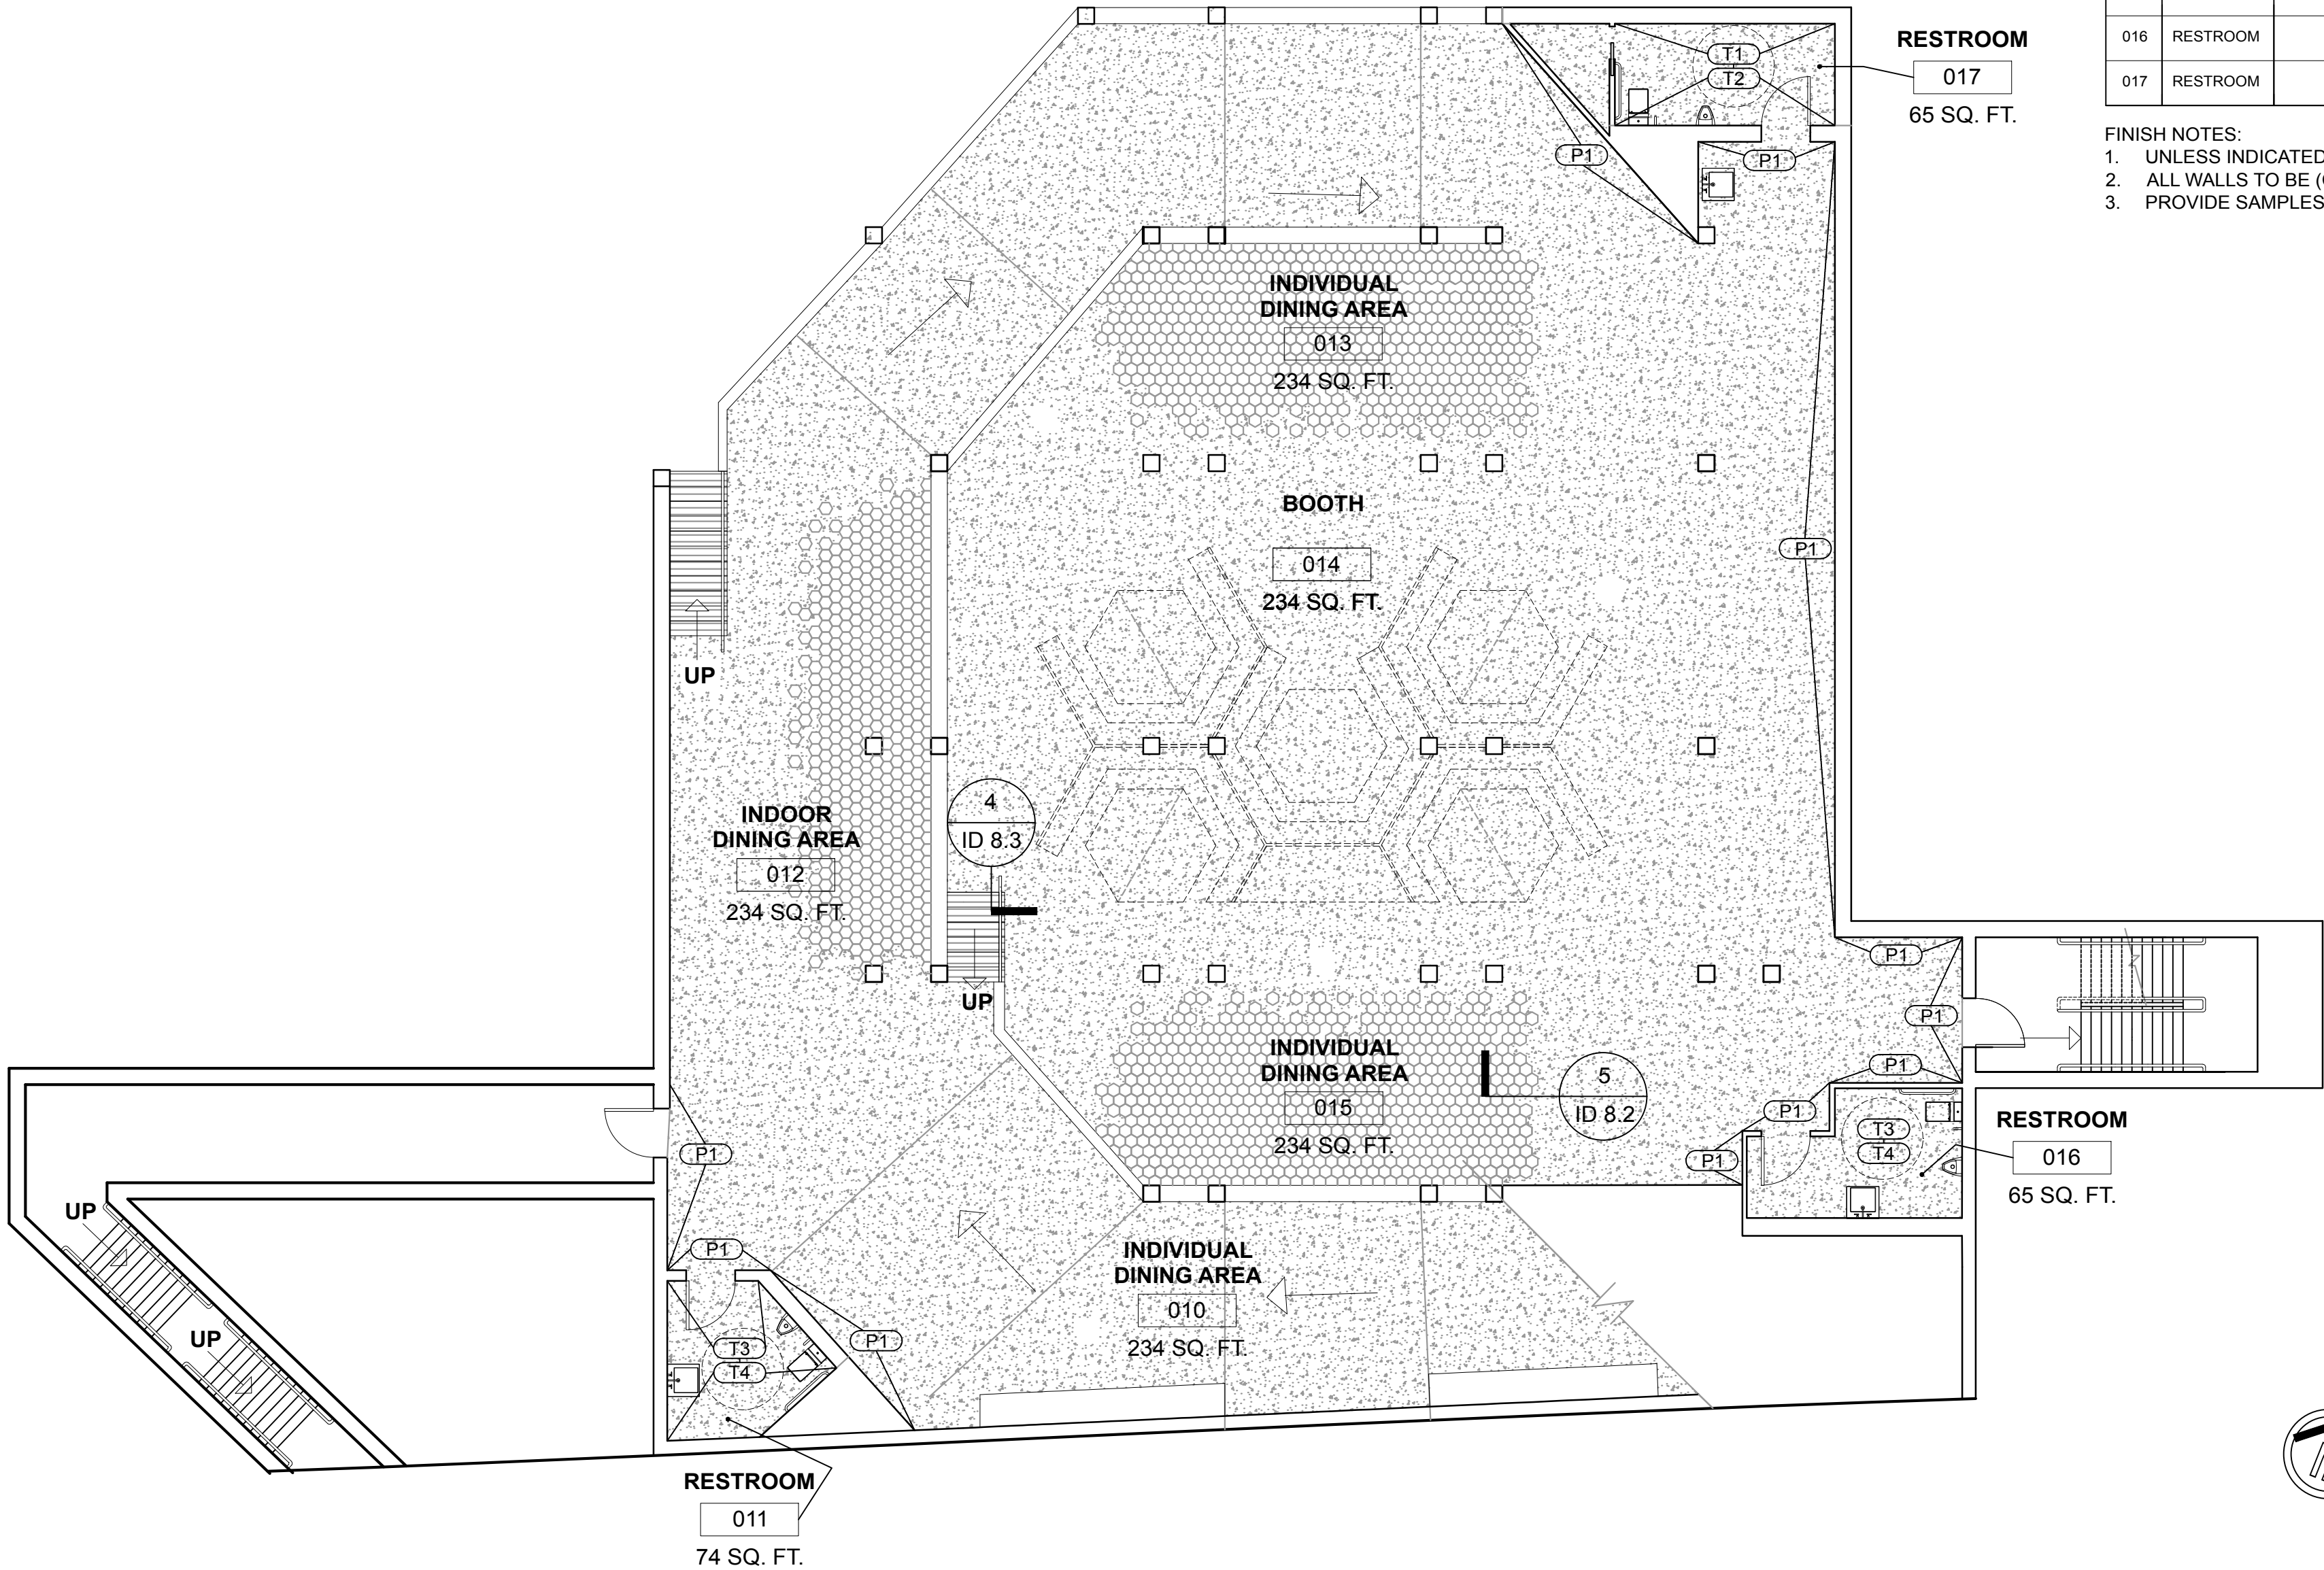 016 RESTROOM
017 RESTROOM
FINISH NOTES:
1. UNLESS INDICATED
2. ALL WALLS TO BE
3. PROVIDE SAMPLES
RESTROOM
017
65 SQ. FT.
T1
T2
P1
P1
INDIVIDUAL
DINING AREA
013
234 SQ. FT.
BOOTH
014
234 SQ. FT.
P1
UP
INDOOR
DINING AREA
012
234 SQ. FT.
4
ID 8.3
UP
P1
P1
P1
INDIVIDUAL
DINING AREA
015
234 SQ. FT.
5
ID 8.2
P1
P1
T3
T4
RESTROOM
016
65 SQ. FT.
P1
UP
UP
P1
INDIVIDUAL
DINING AREA
010
234 SQ. FT.
P1
T3
T4
RESTROOM
011
74 SQ. FT.